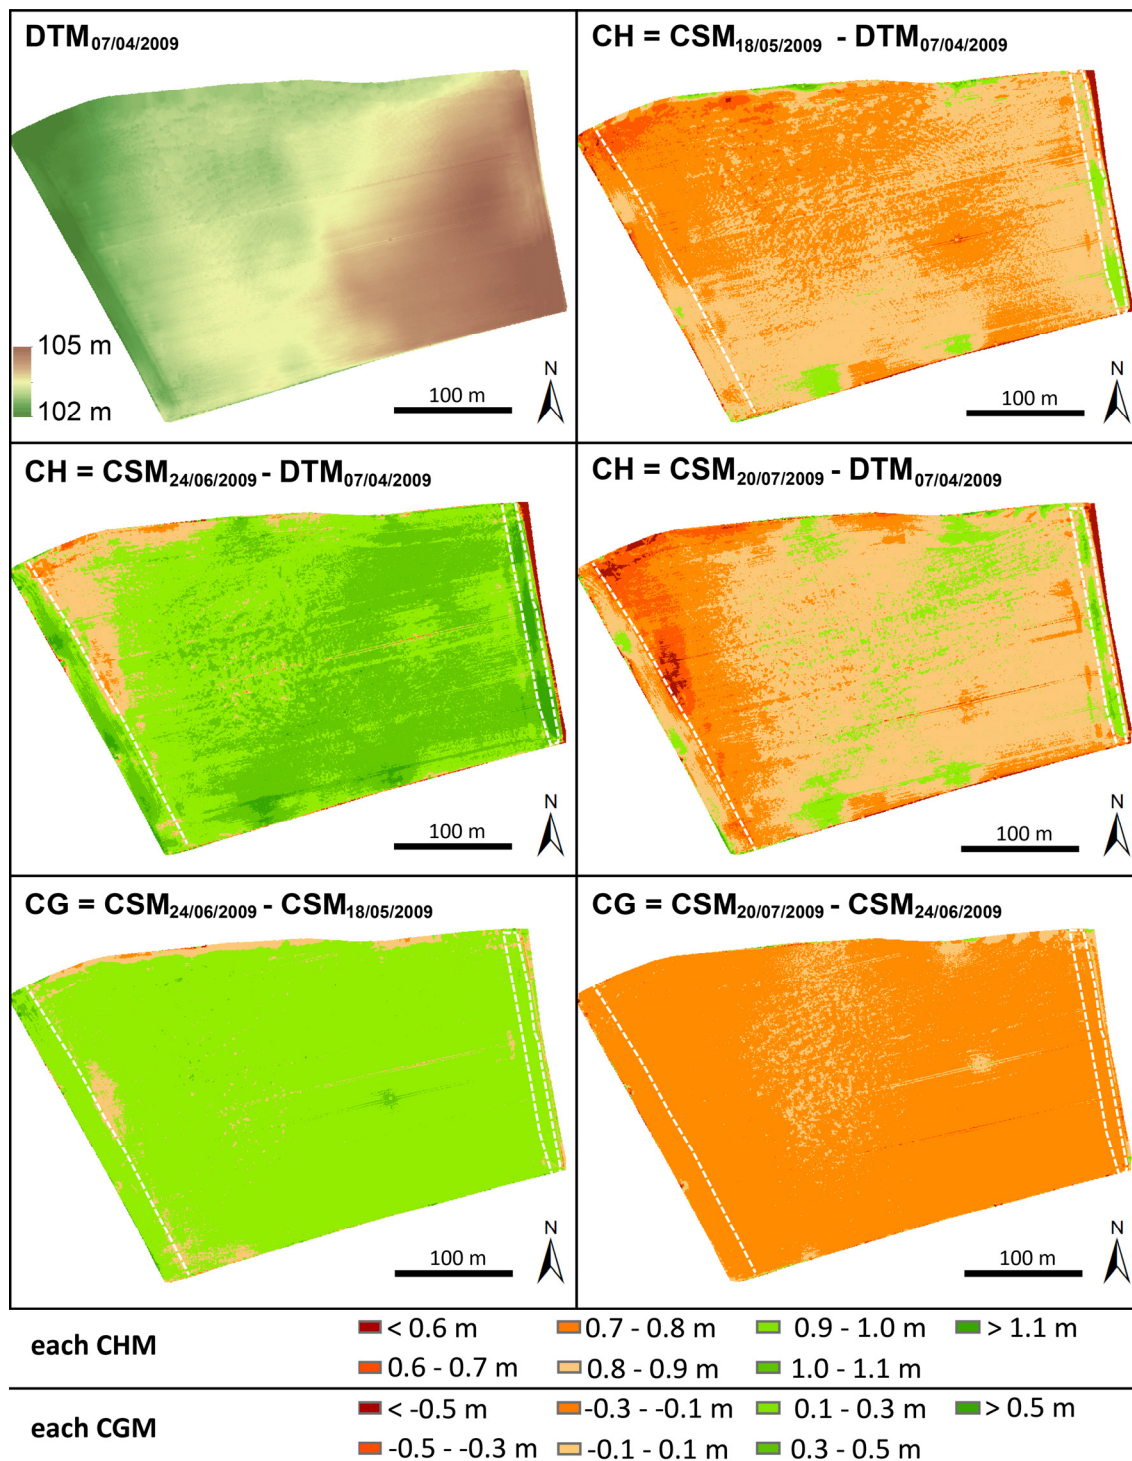 DTM07/04/2009
105 m
102 m
N
100 m
CH = CSM18/05/2009 - DTM07/04/2009
N
100 m
CH = CSM24/06/2009 - DTM07/04/2009
N
100 m
CH = CSM20/07/2009 - DTM07/04/2009
N
100 m
CG = CSM24/06/2009 - CSM18/05/2009
N
100 m
CG = CSM20/07/2009 - CSM24/06/2009
N
100 m
each CHM
< 0.6 m 0.7 - 0.8 m 0.9 - 1.0 m > 1.1 m
0.6 - 0.7 m 0.8 - 0.9 m 1.0 - 1.1 m
each CGM
< -0.5 m -0.3 - -0.1 m 0.1 - 0.3 m > 0.5 m
-0.5 - -0.3 m -0.1 - 0.1 m 0.3 - 0.5 m